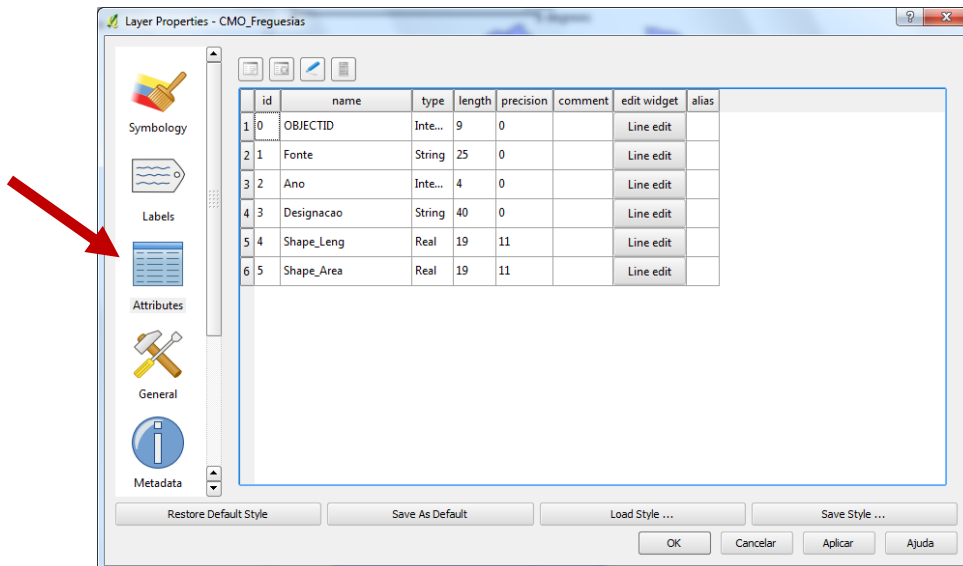 Layer Properties - CMO_Freguesias
Symbology
Labels
Attributes
General
Metadata
id name type length precision comment edit widget alias
1 0 OBJECTID Inte... 9 0 Line edit
2 1 Fonte String 25 0 Line edit
3 2 Ano Inte... 4 0 Line edit
4 3 Designacao String 40 0 Line edit
5 4 Shape_Leng Real 19 11 Line edit
6 5 Shape_Area Real 19 11 Line edit
Restore Default Style Save As Default Load Style ... Save Style ...
OK Cancelar Aplicar Ajuda